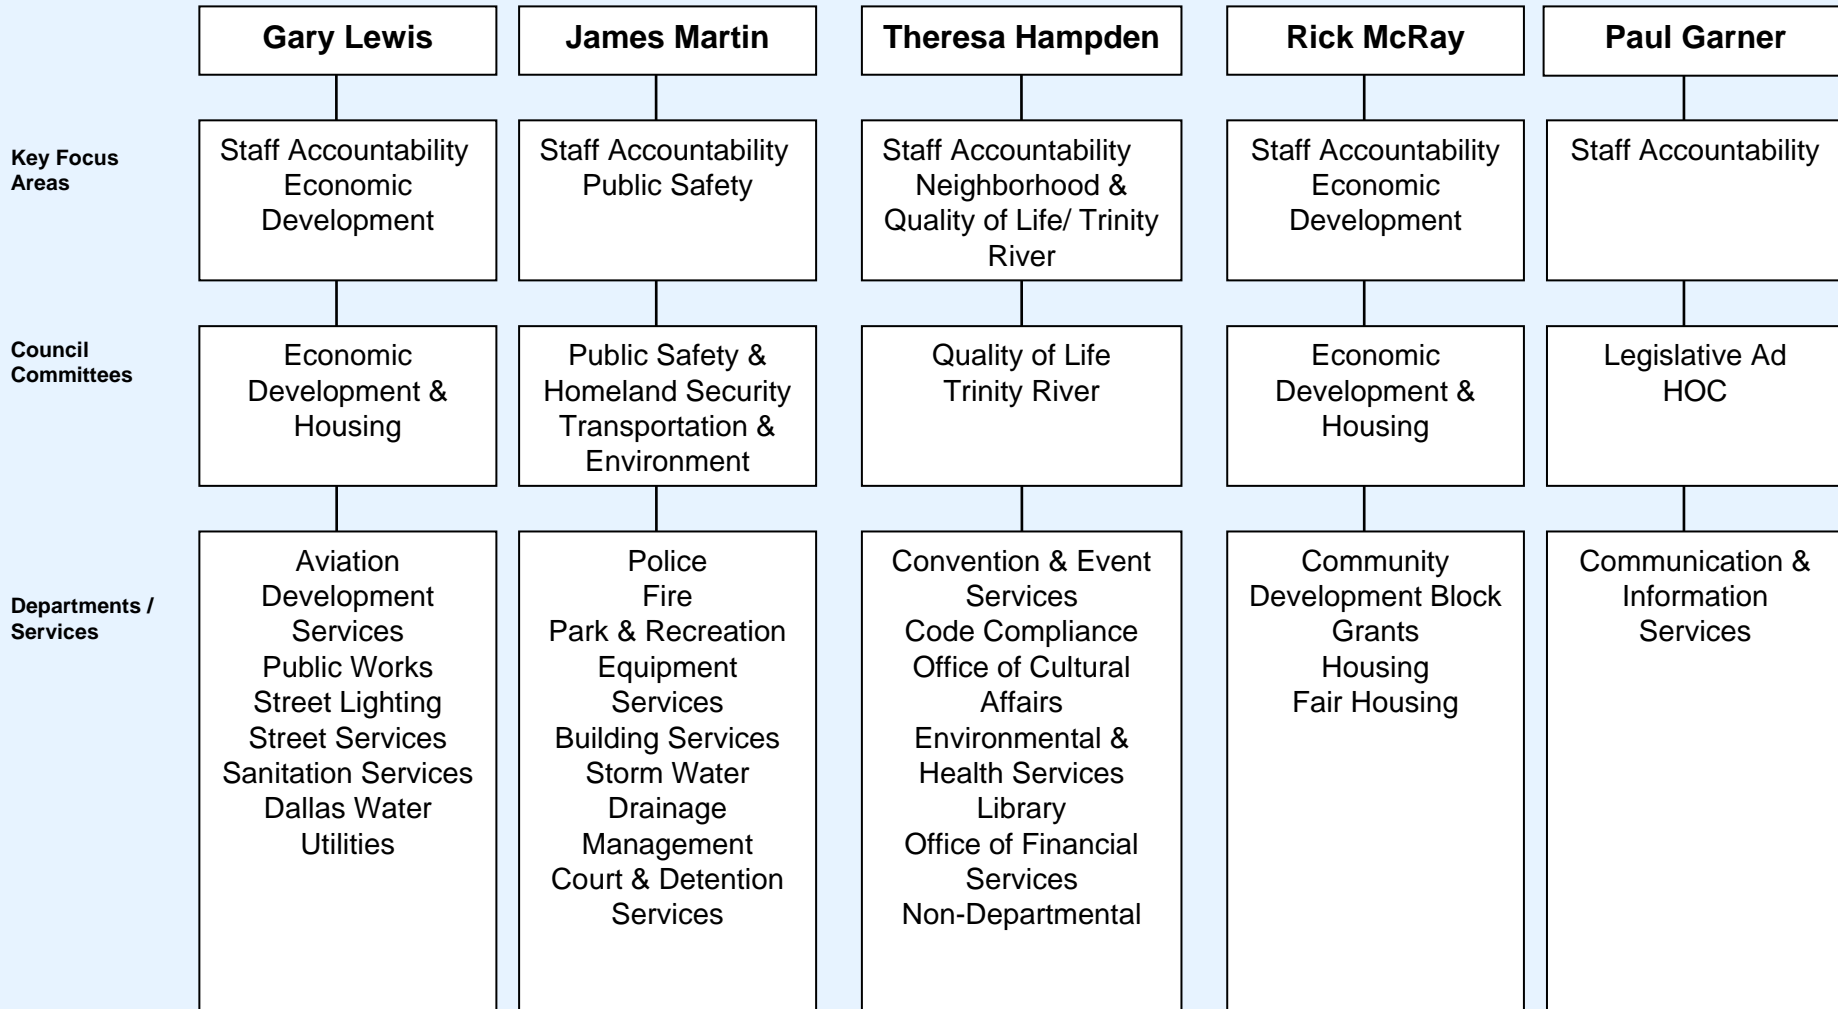 Gary Lewis
James Martin
Theresa Hampden
Rick McRay
Paul Garner
Key Focus
Areas
Staff Accountability
Economic
Development
Staff Accountability
Public Safety
Staff Accountability
Neighborhood &
Quality of Life/ Trinity
River
Staff Accountability
Economic
Development
Staff Accountability
Council
Committees
Economic
Development &
Housing
Public Safety &
Homeland Security
Transportation &
Environment
Quality of Life
Trinity River
Economic
Development &
Housing
Legislative Ad
HOC
Departments /
Services
Aviation
Development
Services
Public Works
Street Lighting
Street Services
Sanitation Services
Dallas Water
Utilities
Police
Fire
Park & Recreation
Equipment
Services
Building Services
Storm Water
Drainage
Management
Court & Detention
Services
Convention & Event
Services
Code Compliance
Office of Cultural
Affairs
Environmental &
Health Services
Library
Office of Financial
Services
Non-Departmental
Community
Development Block
Grants
Housing
Fair Housing
Communication &
Information
Services